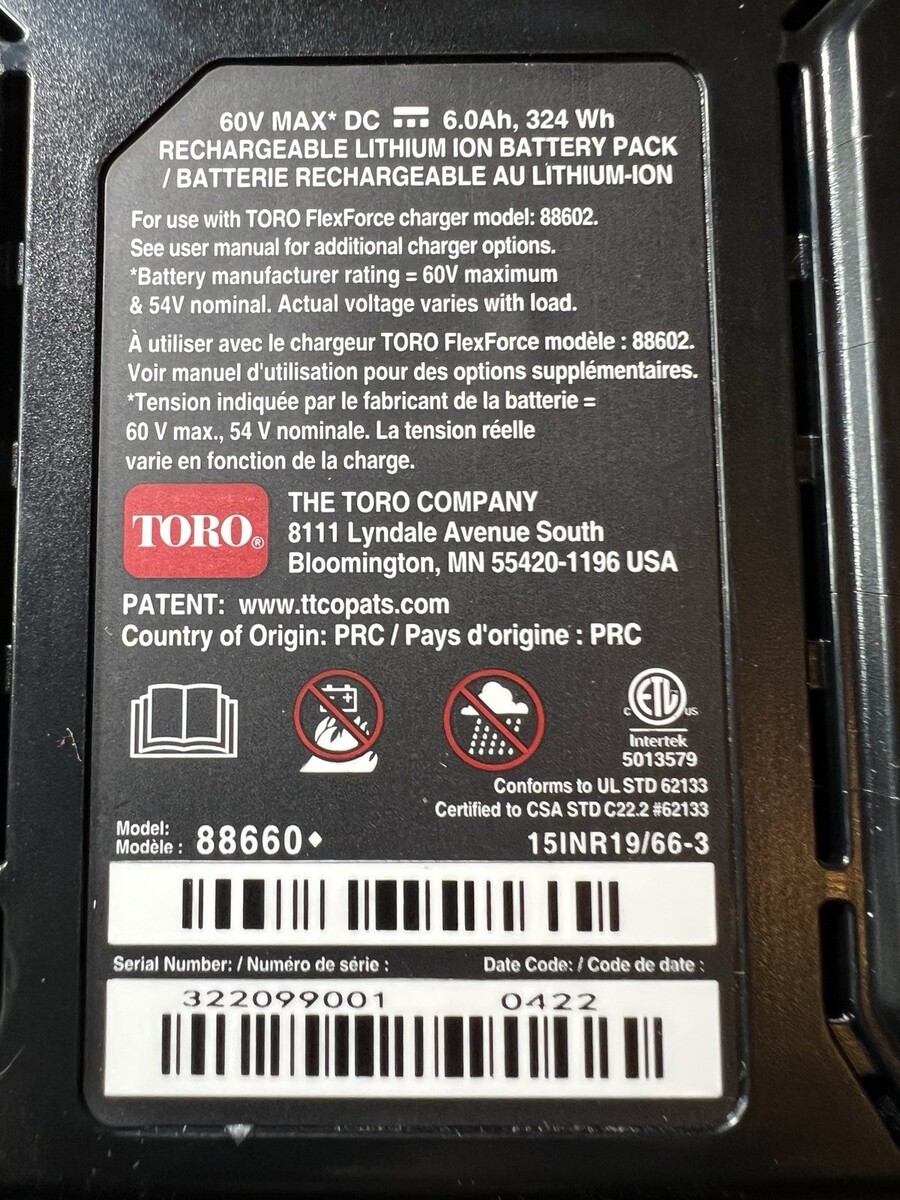 60V MAX* DC ⎓ 6.0Ah, 324 Wh
RECHARGEABLE LITHIUM ION BATTERY PACK
/ BATTERIE RECHARGEABLE AU LITHIUM-ION
For use with TORO FlexForce charger model: 88602.
See user manual for additional charger options.
*Battery manufacturer rating = 60V maximum
& 54V nominal. Actual voltage varies with load.
À utiliser avec le chargeur TORO FlexForce modèle : 88602.
Voir manuel d'utilisation pour des options supplémentaires.
*Tension indiquée par le fabricant de la batterie =
60 V max., 54 V nominale. La tension réelle
varie en fonction de la charge.
TORO®
THE TORO COMPANY
8111 Lyndale Avenue South
Bloomington, MN 55420-1196 USA
PATENT: www.ttcopats.com
Country of Origin: PRC / Pays d'origine : PRC
C ETL US
Intertek
5013579
Conforms to UL STD 62133
Certified to CSA STD C22.2 #62133
Model:
Modèle : 88660◆ 15INR19/66-3
Serial Number: / Numéro de série : Date Code: / Code de date :
322099001 0422